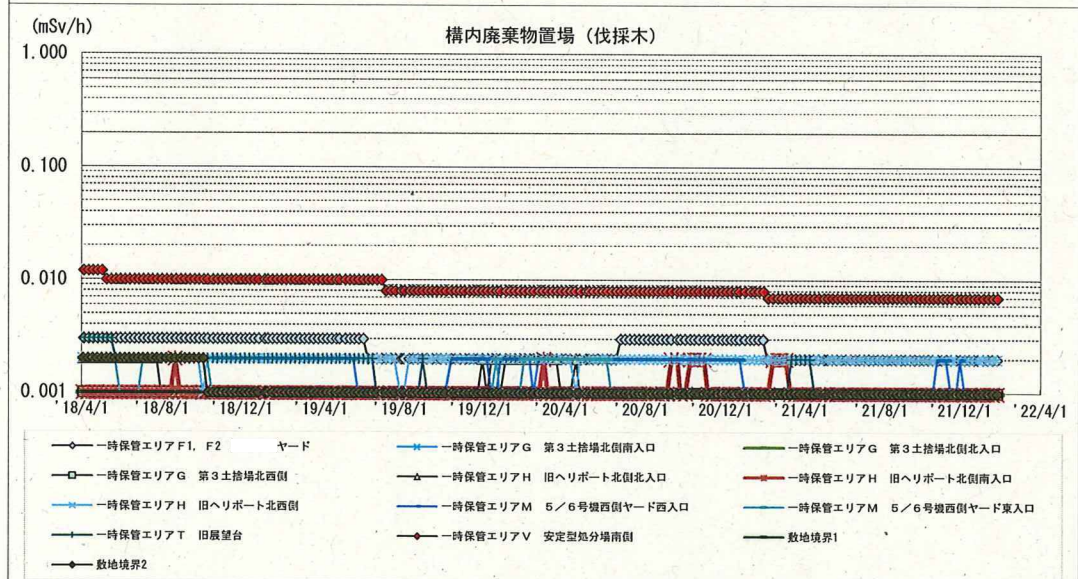 (mSv/h)
構内廃棄物置場（伐採木）
1.000
0.100
0.010
0.001
'18/4/1 '18/8/1 '18/12/1 '19/4/1 '19/8/1 '19/12/1 '20/4/1 '20/8/1 '20/12/1 '21/4/1 '21/8/1 '21/12/1 '22/4/1
一時保管エリアF1，F2 ヤード 一時保管エリアG 第3土捨場北側南入口 一時保管エリアG 第3土捨場北側北入口
一時保管エリアG 第3土捨場北西側 一時保管エリアH 旧ヘリポート北側北入口 一時保管エリアH 旧ヘリポート北側南入口
一時保管エリアH 旧ヘリポート北西側 一時保管エリアM 5／6号機西側ヤード西入口 一時保管エリアM 5／6号機西側ヤード東入口
一時保管エリアT 旧展望台 一時保管エリアV 安定型処分場南側 敷地境界1
敷地境界2